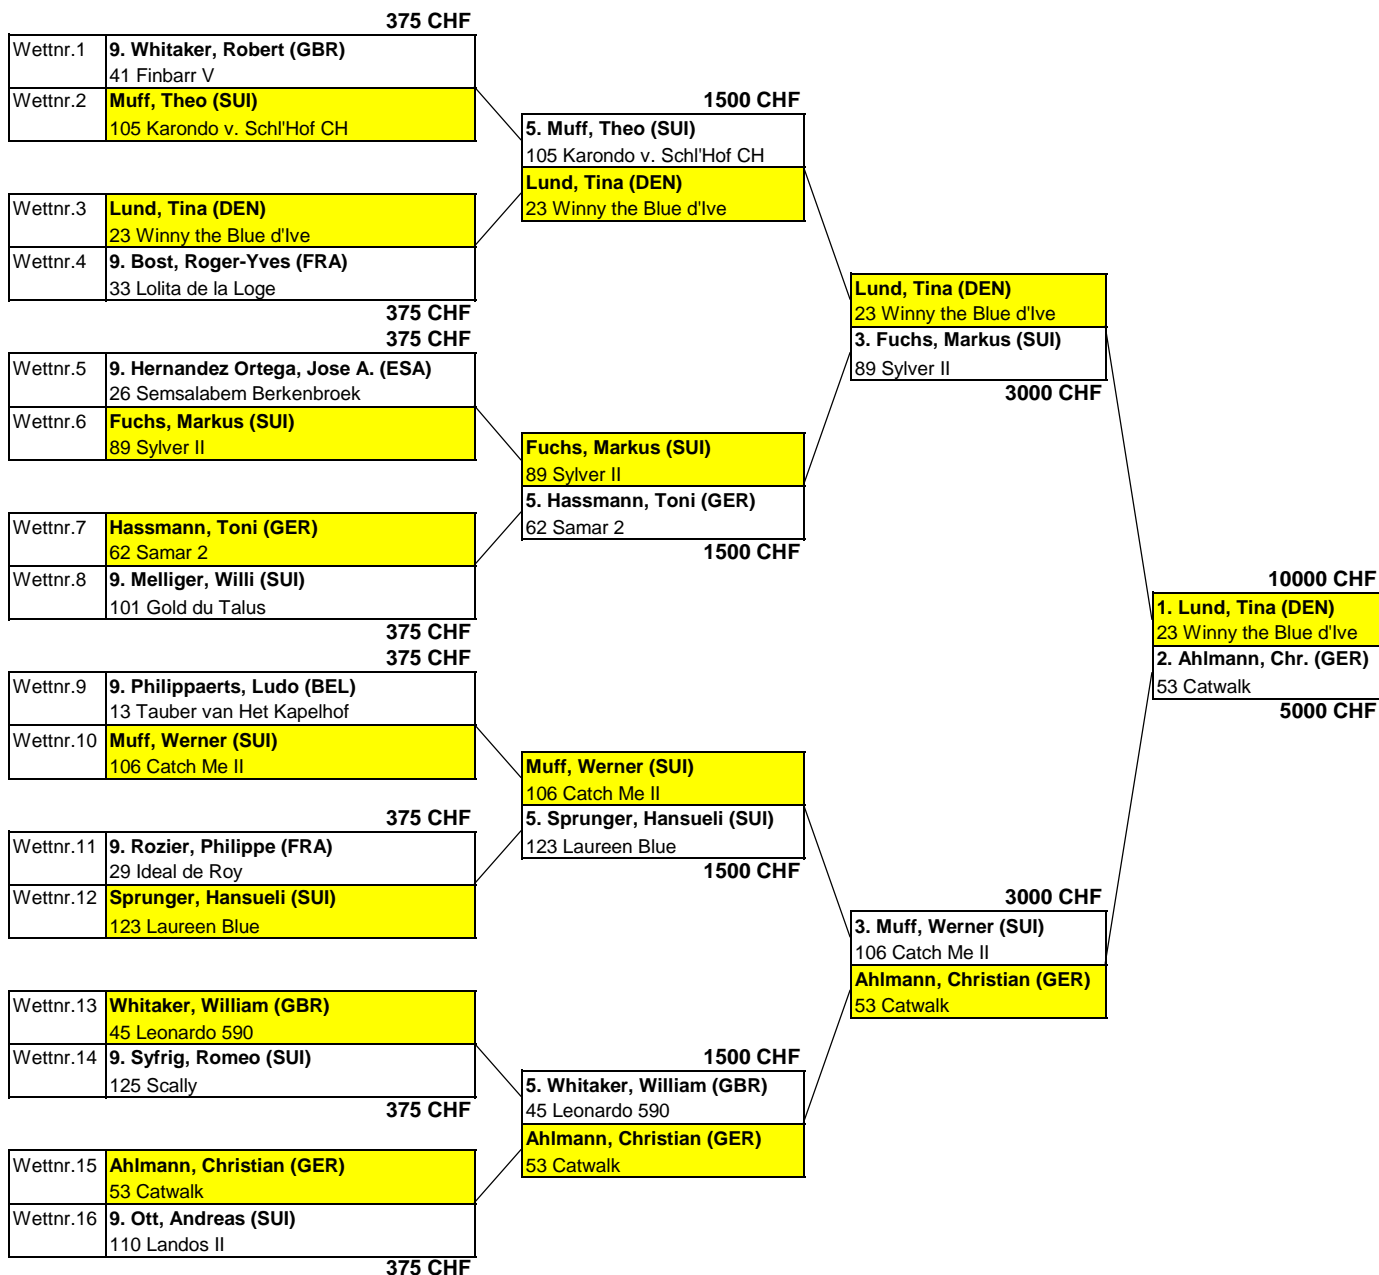 375 CHF
Wettnr.1 9. Whitaker, Robert (GBR)
41 Finbarr V
Wettnr.2 Muff, Theo (SUI)
105 Karondo v. Schl'Hof CH
Wettnr.3 Lund, Tina (DEN)
23 Winny the Blue d'Ive
Wettnr.4 9. Bost, Roger-Yves (FRA)
33 Lolita de la Loge
375 CHF
375 CHF
Wettnr.5 9. Hernandez Ortega, Jose A. (ESA)
26 Semsalabem Berkenbroek
Wettnr.6 Fuchs, Markus (SUI)
89 Sylver II
Wettnr.7 Hassmann, Toni (GER)
62 Samar 2
Wettnr.8 9. Melliger, Willi (SUI)
101 Gold du Talus
375 CHF
375 CHF
Wettnr.9 9. Philippaerts, Ludo (BEL)
13 Tauber van Het Kapelhof
Wettnr.10 Muff, Werner (SUI)
106 Catch Me II
375 CHF
Wettnr.11 9. Rozier, Philippe (FRA)
29 Ideal de Roy
Wettnr.12 Sprunger, Hansueli (SUI)
123 Laureen Blue
Wettnr.13 Whitaker, William (GBR)
45 Leonardo 590
Wettnr.14 9. Syfrig, Romeo (SUI)
125 Scally
375 CHF
Wettnr.15 Ahlmann, Christian (GER)
53 Catwalk
Wettnr.16 9. Ott, Andreas (SUI)
110 Landos II
375 CHF
1500 CHF
5. Muff, Theo (SUI)
105 Karondo v. Schl'Hof CH
Lund, Tina (DEN)
23 Winny the Blue d'Ive
Fuchs, Markus (SUI)
89 Sylver II
5. Hassmann, Toni (GER)
62 Samar 2
1500 CHF
Muff, Werner (SUI)
106 Catch Me II
5. Sprunger, Hansueli (SUI)
123 Laureen Blue
1500 CHF
1500 CHF
5. Whitaker, William (GBR)
45 Leonardo 590
Ahlmann, Christian (GER)
53 Catwalk
Lund, Tina (DEN)
23 Winny the Blue d'Ive
3. Fuchs, Markus (SUI)
89 Sylver II
3000 CHF
3000 CHF
3. Muff, Werner (SUI)
106 Catch Me II
Ahlmann, Christian (GER)
53 Catwalk
10000 CHF
1. Lund, Tina (DEN)
23 Winny the Blue d'Ive
2. Ahlmann, Chr. (GER)
53 Catwalk
5000 CHF